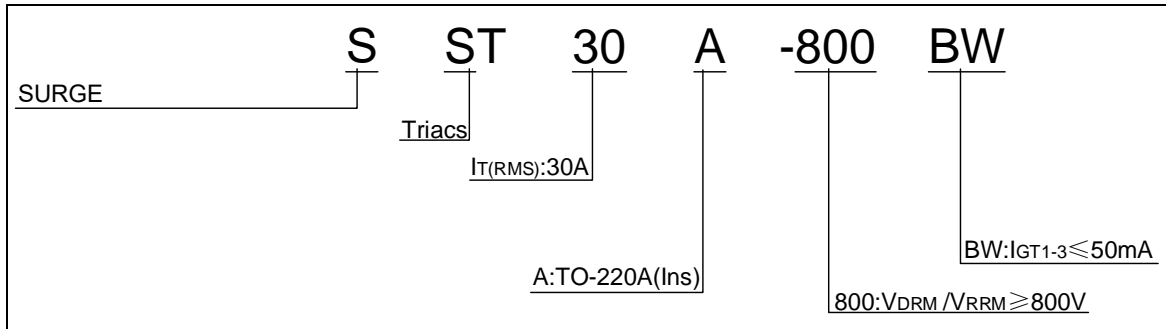 S ST 30 A -800 BW
SURGE
Triacs
IT(RMS):30A
BW:IGT1-3≤50mA
A:TO-220A(Ins)
800:VDRM /VRRM≥800V